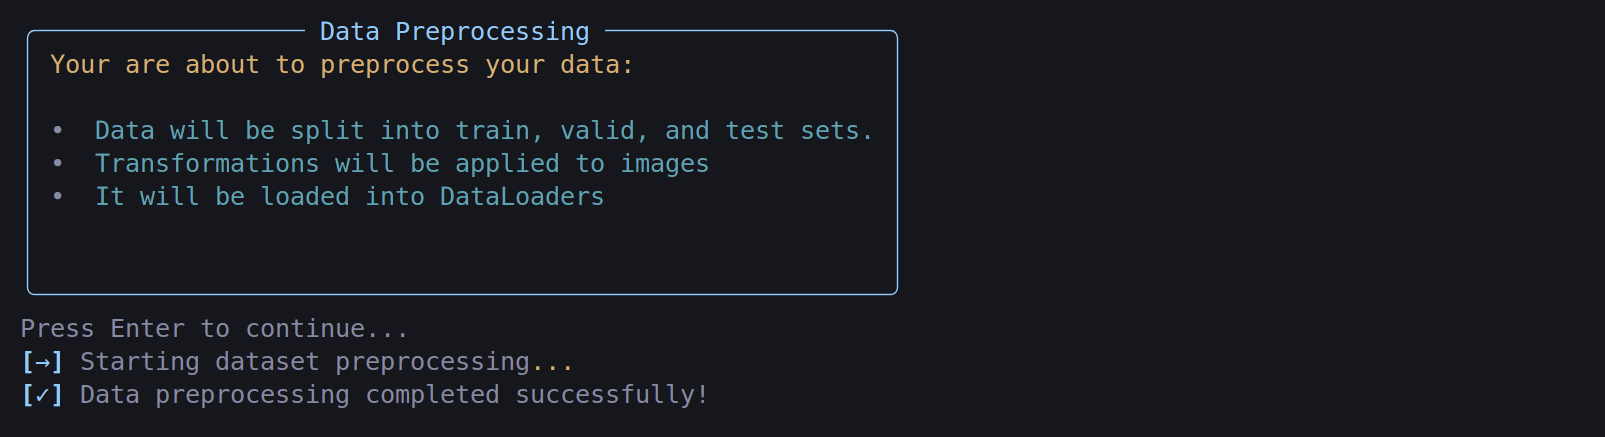 Data Preprocessing
Your are about to preprocess your data:
• Data will be split into train, valid, and test sets.
• Transformations will be applied to images
• It will be loaded into DataLoaders
Press Enter to continue...
[→] Starting dataset preprocessing...
[✓] Data preprocessing completed successfully!